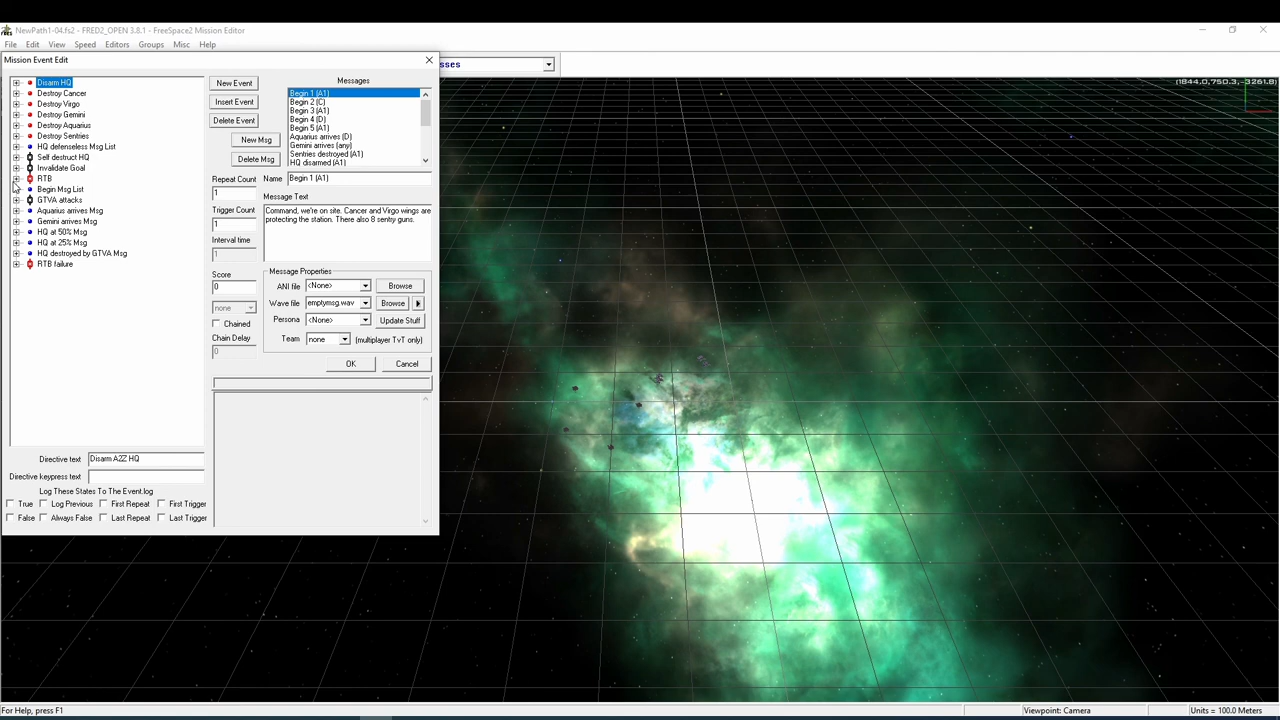 NewPath1-04.fs2 - FRED2_OPEN 3.8.1 - FreeSpace2 Mission Editor
File Edit View Speed Editors Groups Misc Help
Mission Event Edit
sses
(1844.0,750.3,-3261.8)
Disarm HQ
Destroy Cancer
Destroy Virgo
Destroy Gemini
Destroy Aquarius
Destroy Sentries
HQ defenseless Msg List
Self destruct HQ
Invalidate Goal
RTB
Begin Msg List
GTVA attacks
Aquarius arrives Msg
Gemini arrives Msg
HQ at 50% Msg
HQ at 25% Msg
HQ destroyed by GTVA Msg
RTB failure
New Event
Insert Event
Delete Event
New Msg
Delete Msg
Messages
Begin 1 (A1)
Begin 2 (C)
Begin 3 (A1)
Begin 4 (D)
Begin 5 (A1)
Aquarius arrives (D)
Gemini arrives (any)
Sentries destroyed (A1)
HQ disarmed (A1)
Repeat Count
1
Trigger Count
1
Interval time
1
Score
0
none
Chained
Chain Delay
0
Name Begin 1 (A1)
Message Text
Command, we're on site. Cancer and Virgo wings are
protecting the station. There also 8 sentry guns.
Message Properties
ANI file <None> Browse
Wave file emptymsg.wav Browse
Persona <None> Update Stuff
Team none (multiplayer TvT only)
OK Cancel
Directive text Disarm A2Z HQ
Directive keypress text
Log These States To The Event.log
True Log Previous First Repeat First Trigger
False Always False Last Repeat Last Trigger
For Help, press F1
Viewpoint: Camera
Units = 100.0 Meters